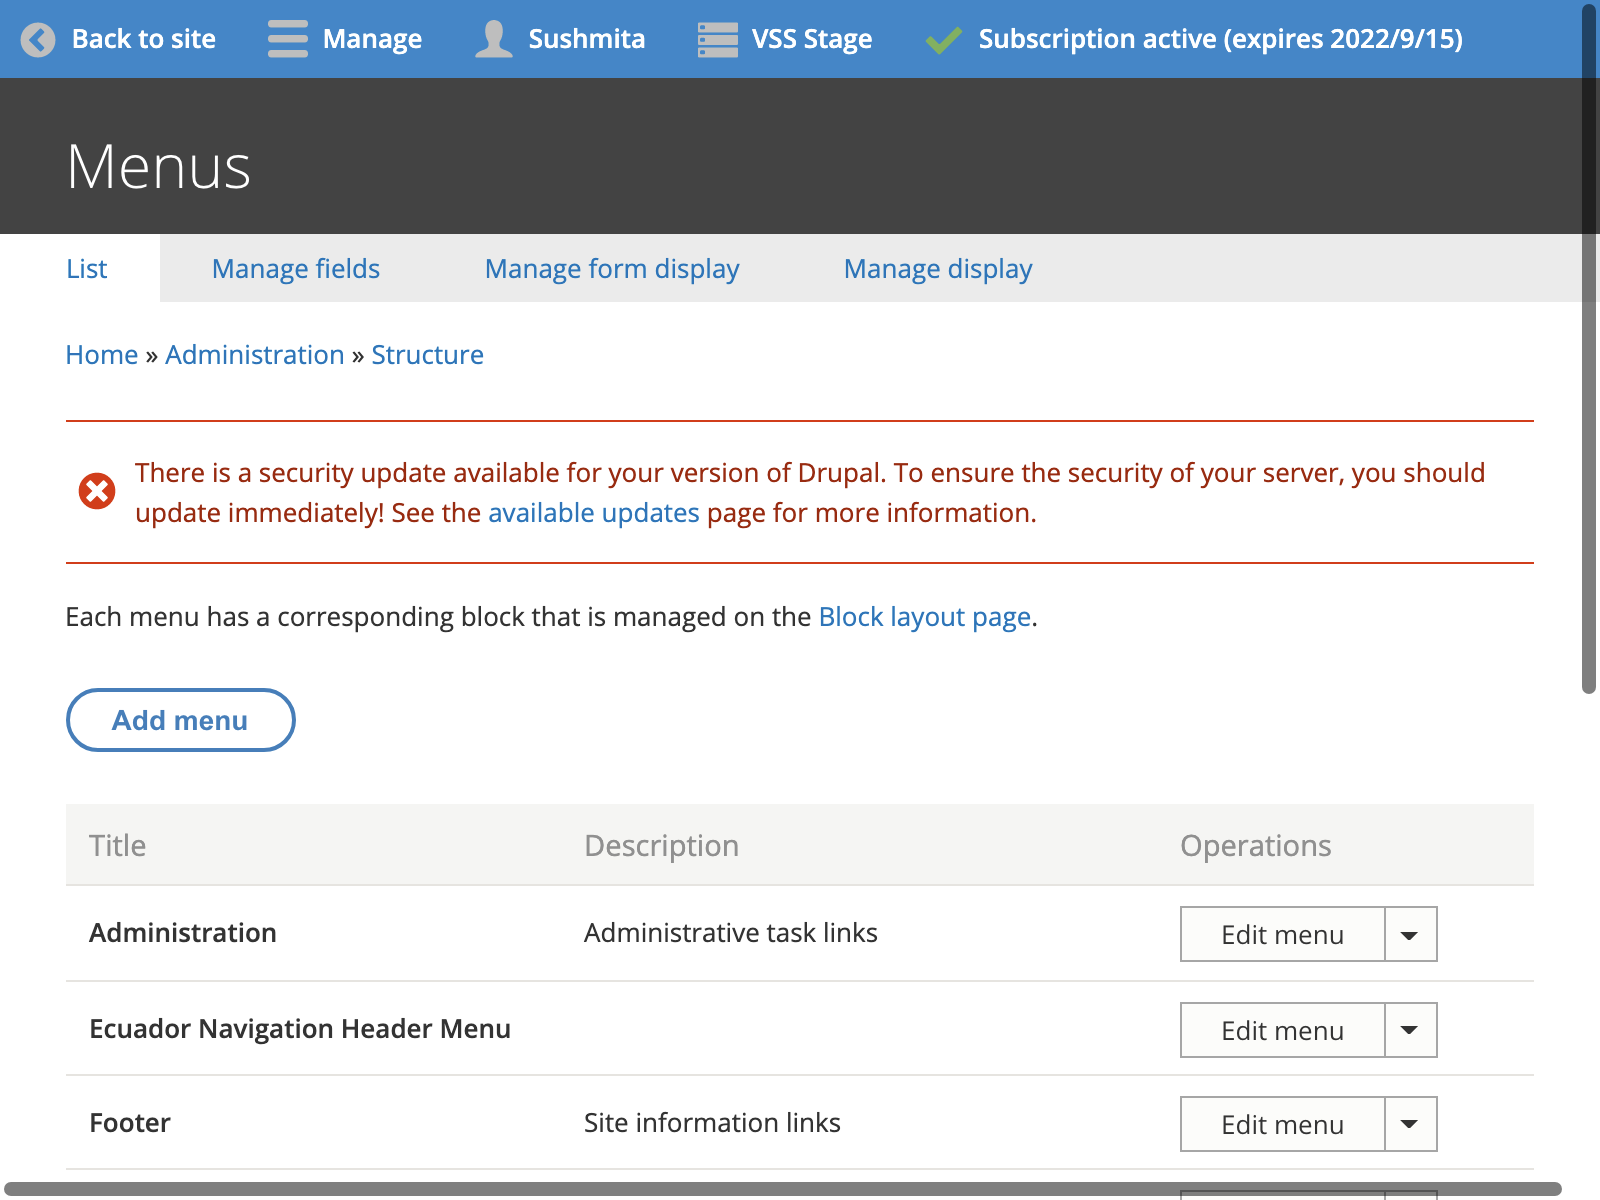 Back to site Manage Sushmita VSS Stage Subscription active (expires 2022/9/15)
Menus
List Manage fields Manage form display Manage display
Home » Administration » Structure
There is a security update available for your version of Drupal. To ensure the security of your server, you should
update immediately! See the available updates page for more information.
Each menu has a corresponding block that is managed on the Block layout page.
Add menu
Title Description Operations
Administration Administrative task links Edit menu
Ecuador Navigation Header Menu Edit menu
Footer Site information links Edit menu